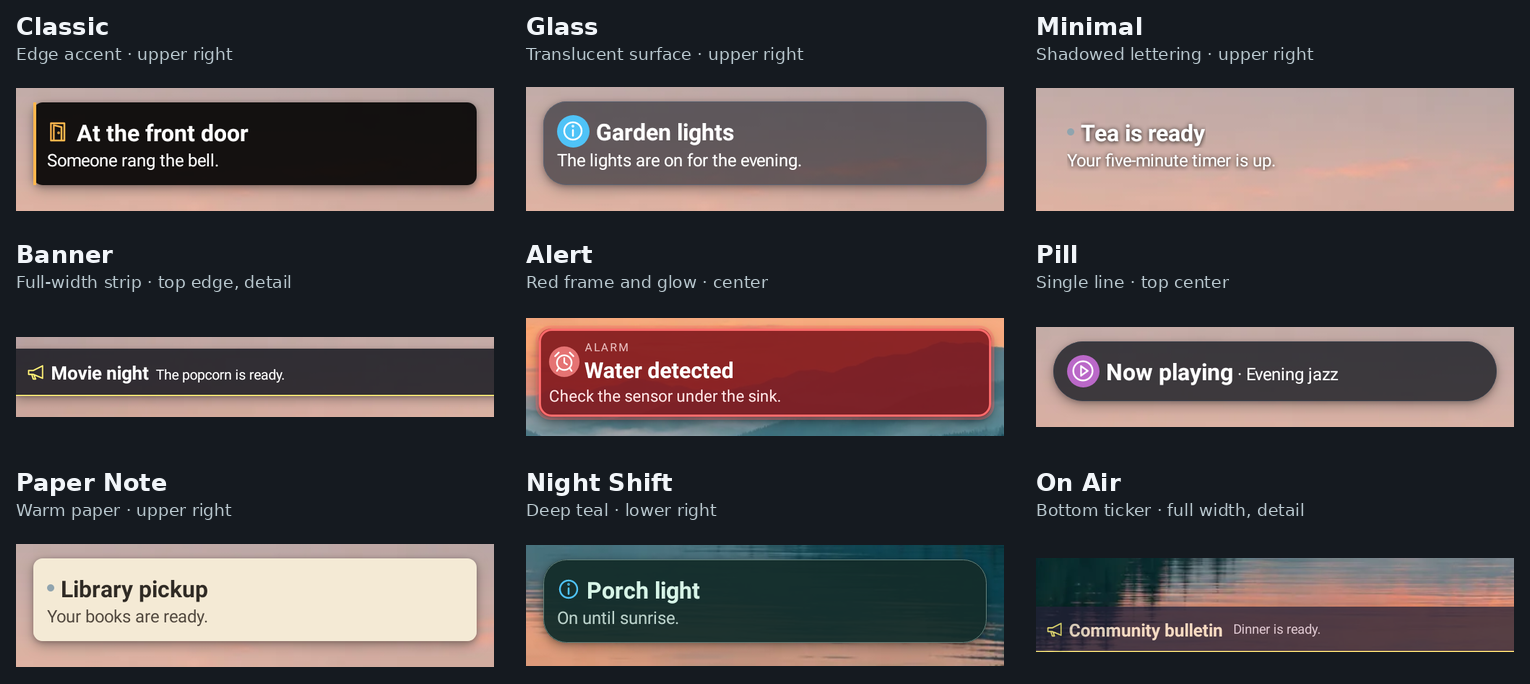 Classic
Edge accent · upper right
At the front door
Someone rang the bell.
Glass
Translucent surface · upper right
Garden lights
The lights are on for the evening.
Minimal
Shadowed lettering · upper right
Tea is ready
Your five-minute timer is up.
Banner
Full-width strip · top edge, detail
Movie night The popcorn is ready.
Alert
Red frame and glow · center
ALARM
Water detected
Check the sensor under the sink.
Pill
Single line · top center
Now playing · Evening jazz
Paper Note
Warm paper · upper right
Library pickup
Your books are ready.
Night Shift
Deep teal · lower right
Porch light
On until sunrise.
On Air
Bottom ticker · full width, detail
Community bulletin Dinner is ready.